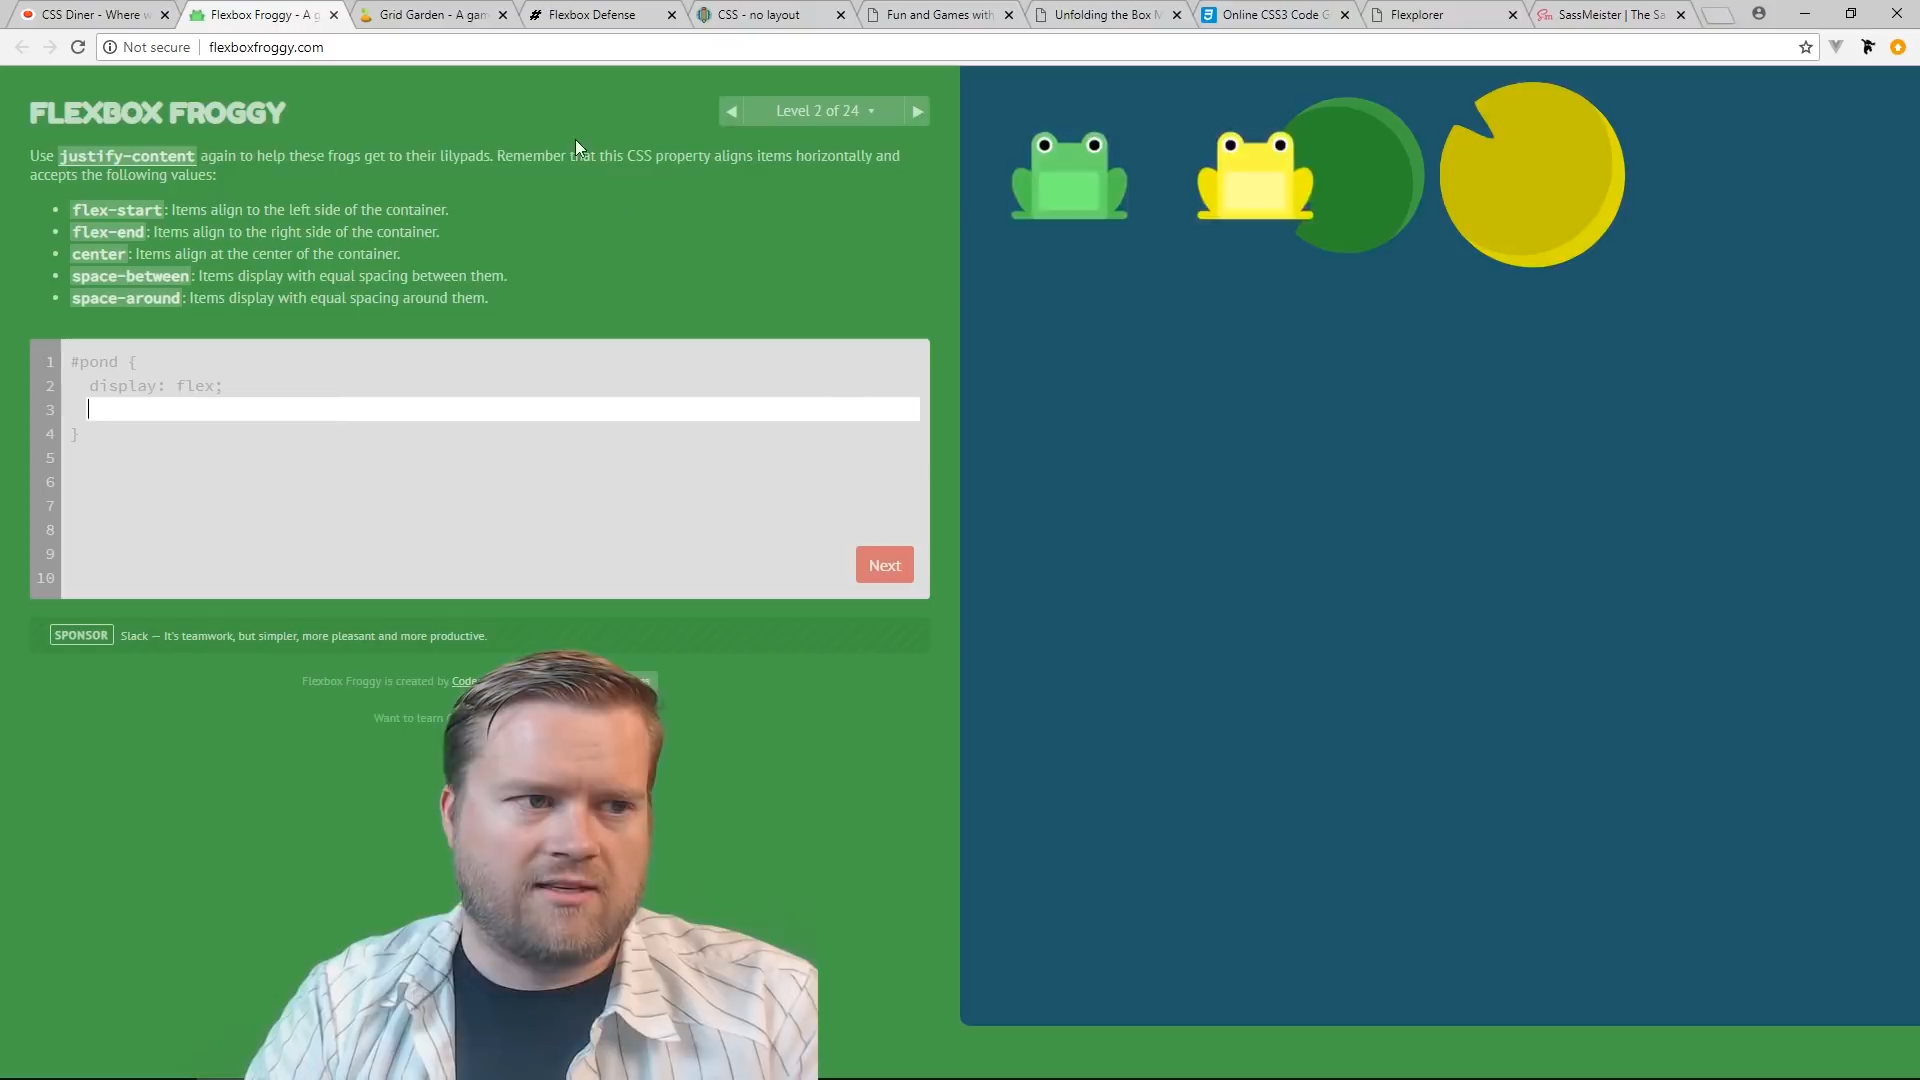 CSS Diner - Where w
Flexbox Froggy - A g
Grid Garden - A gam
Flexbox Defense
CSS - no layout
Fun and Games with
Unfolding the Box M
Online CSS3 Code G
Flexplorer
SassMeister | The Sa
Not secure
flexboxfroggy.com
FLEXBOX FROGGY
Level 2 of 24
Use justify-content again to help these frogs get to their lilypads. Remember that this CSS property aligns items horizontally and
accepts the following values:
• flex-start: Items align to the left side of the container.
• flex-end: Items align to the right side of the container.
• center: Items align at the center of the container.
• space-between: Items display with equal spacing between them.
• space-around: Items display with equal spacing around them.
1 #pond {
2 display: flex;
3
4 }
5
6
7
8
9
10
Next
SPONSOR Slack — It's teamwork, but simpler, more pleasant and more productive.
Flexbox Froggy is created by Code
Want to learn